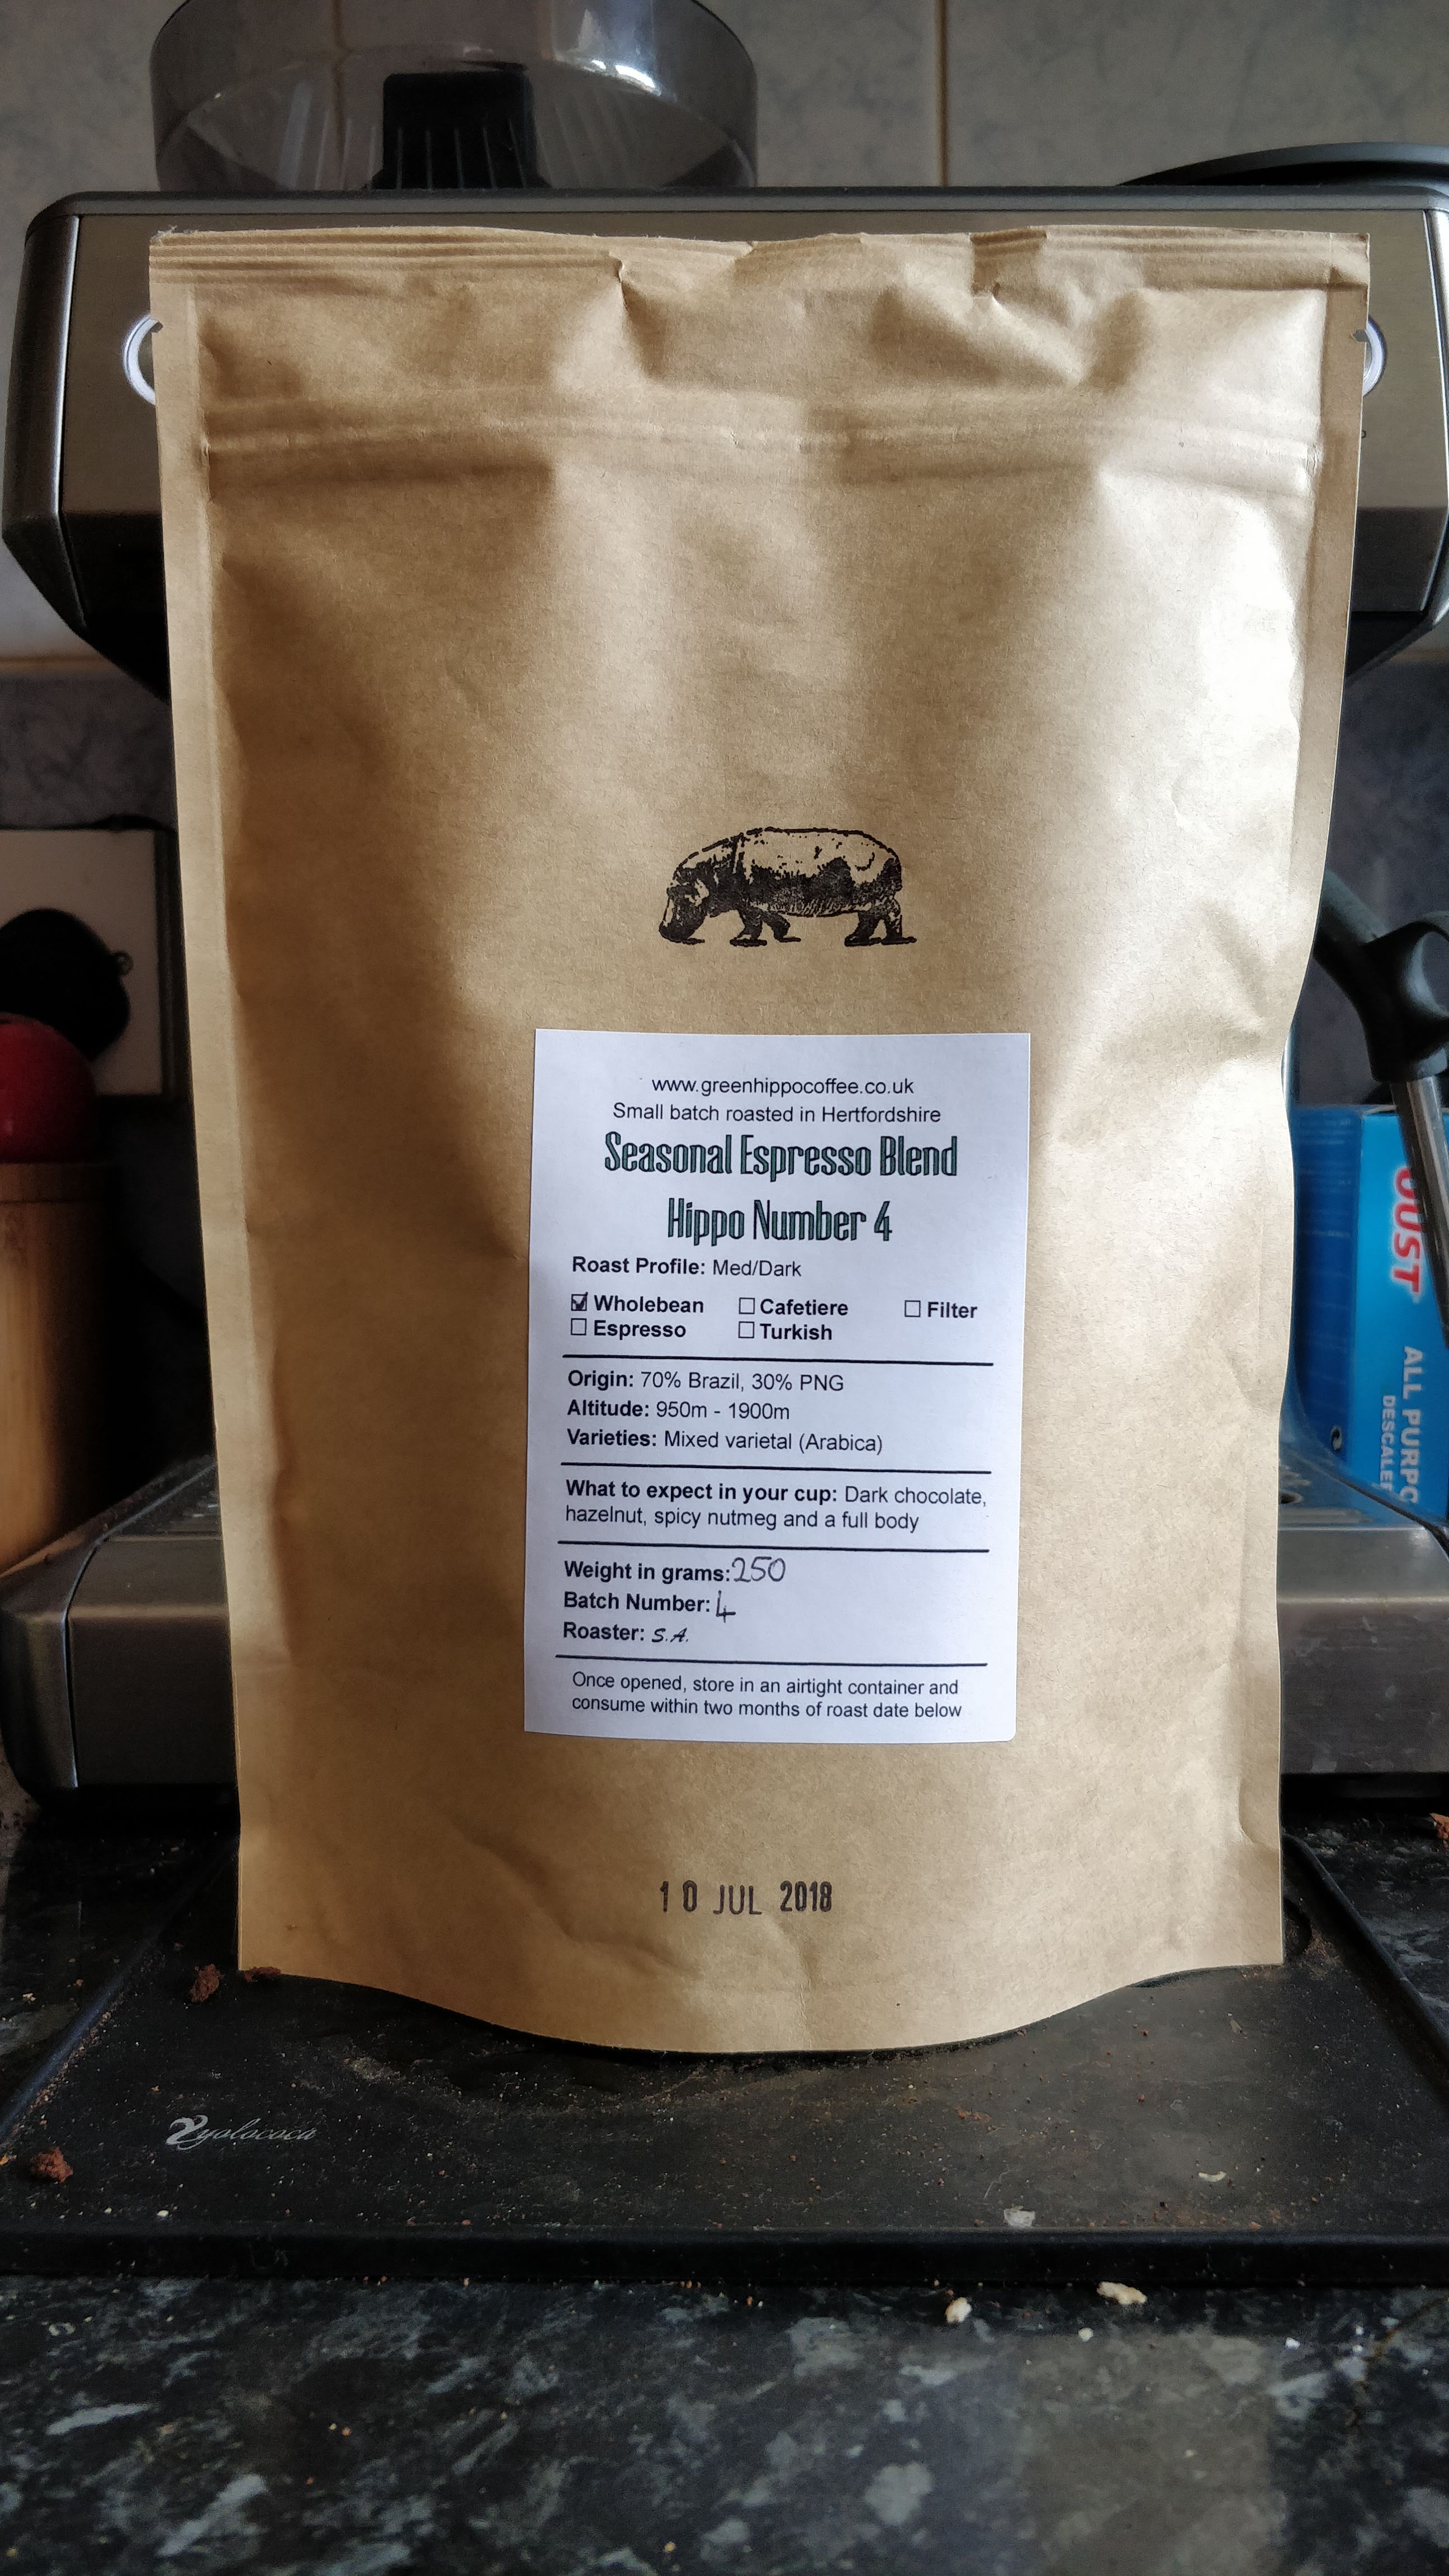 www.greenhippocoffee.co.uk
Small batch roasted in Hertfordshire
Seasonal Espresso Blend
Hippo Number 4
Roast Profile: Med/Dark
☑ Wholebean ☐ Cafetiere ☐ Filter
☐ Espresso ☐ Turkish
Origin: 70% Brazil, 30% PNG
Altitude: 950m - 1900m
Varieties: Mixed varietal (Arabica)
What to expect in your cup: Dark chocolate,
hazelnut, spicy nutmeg and a full body
Weight in grams: 250
Batch Number: 4
Roaster: S.A.
Once opened, store in an airtight container and
consume within two months of roast date below
10 JUL 2018
OUST
ALL PURPO
DESCALER
yolococa